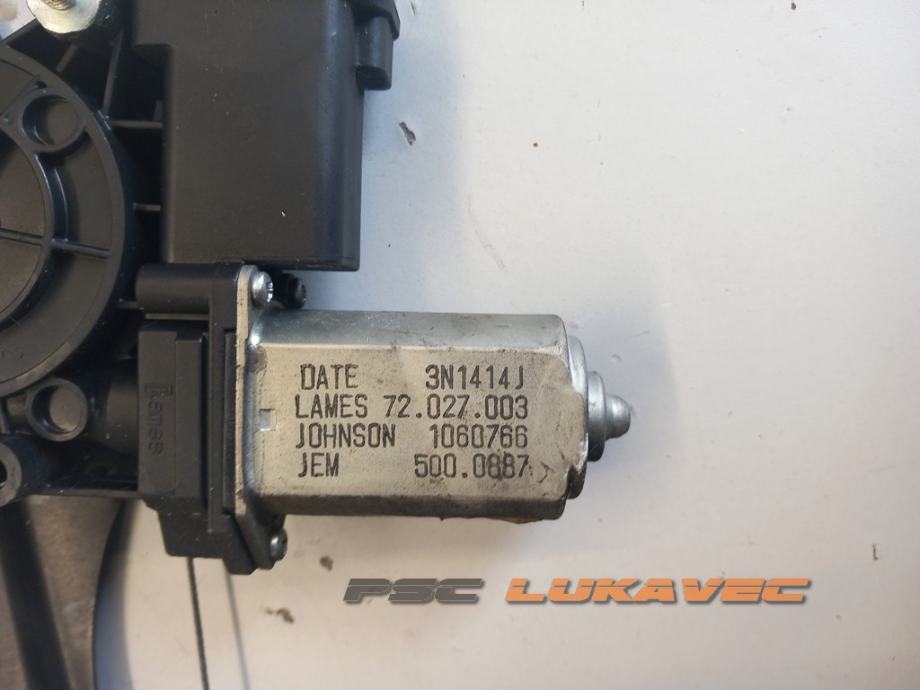 DATE 3N1414J
LAMES 72.027.003
JOHNSON 1060766
JEM 500.0887
PSC LUKAVEC